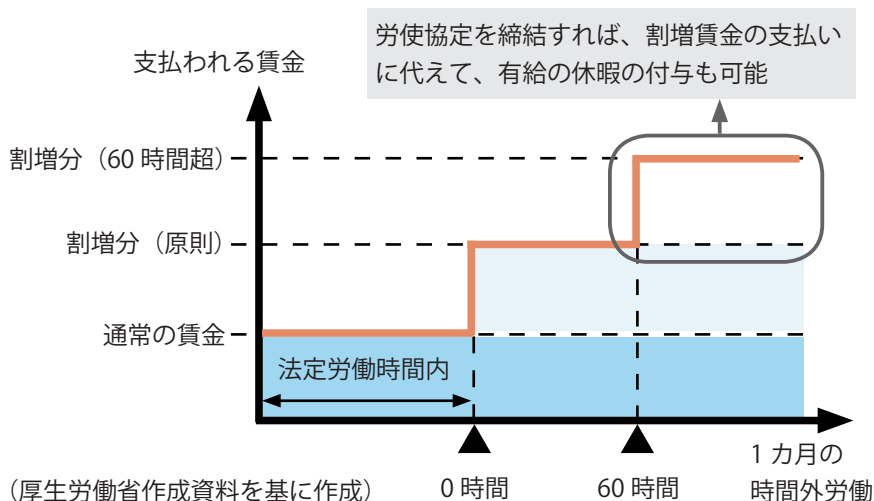 労使協定を締結すれば、割増賃金の支払い
に代えて、有給の休暇の付与も可能
支払われる賃金
割増分（60 時間超）
割増分（原則）
通常の賃金
法定労働時間内
0 時間
60 時間
1 カ月の
時間外労働
（厚生労働省作成資料を基に作成）